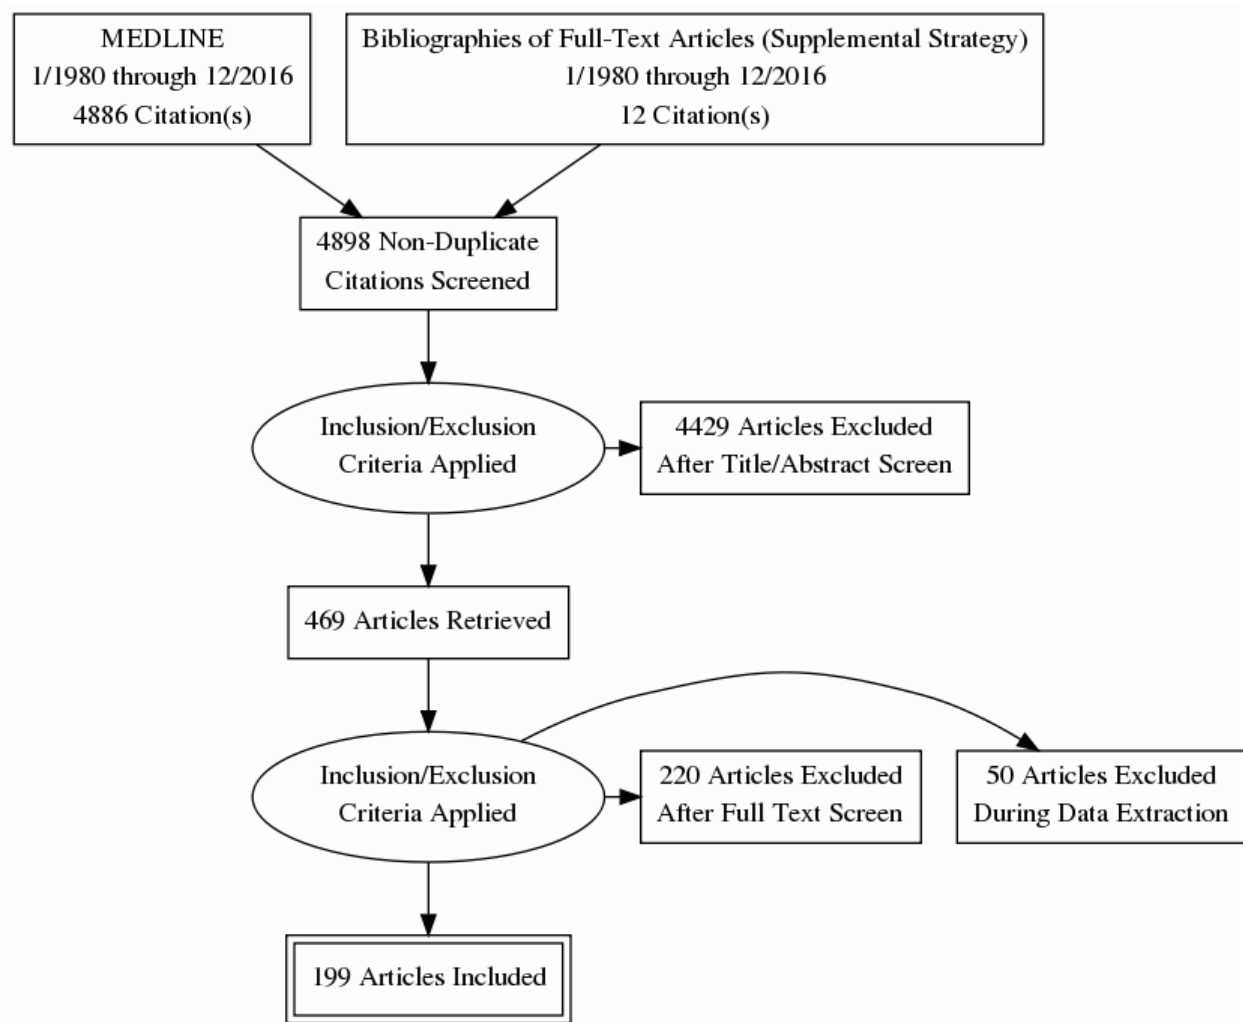 MEDLINE
1/1980 through 12/2016
4886 Citation(s)
Bibliographies of Full-Text Articles (Supplemental Strategy)
1/1980 through 12/2016
12 Citation(s)
4898 Non-Duplicate
Citations Screened
Inclusion/Exclusion
Criteria Applied
4429 Articles Excluded
After Title/Abstract Screen
469 Articles Retrieved
Inclusion/Exclusion
Criteria Applied
220 Articles Excluded
After Full Text Screen
50 Articles Excluded
During Data Extraction
199 Articles Included